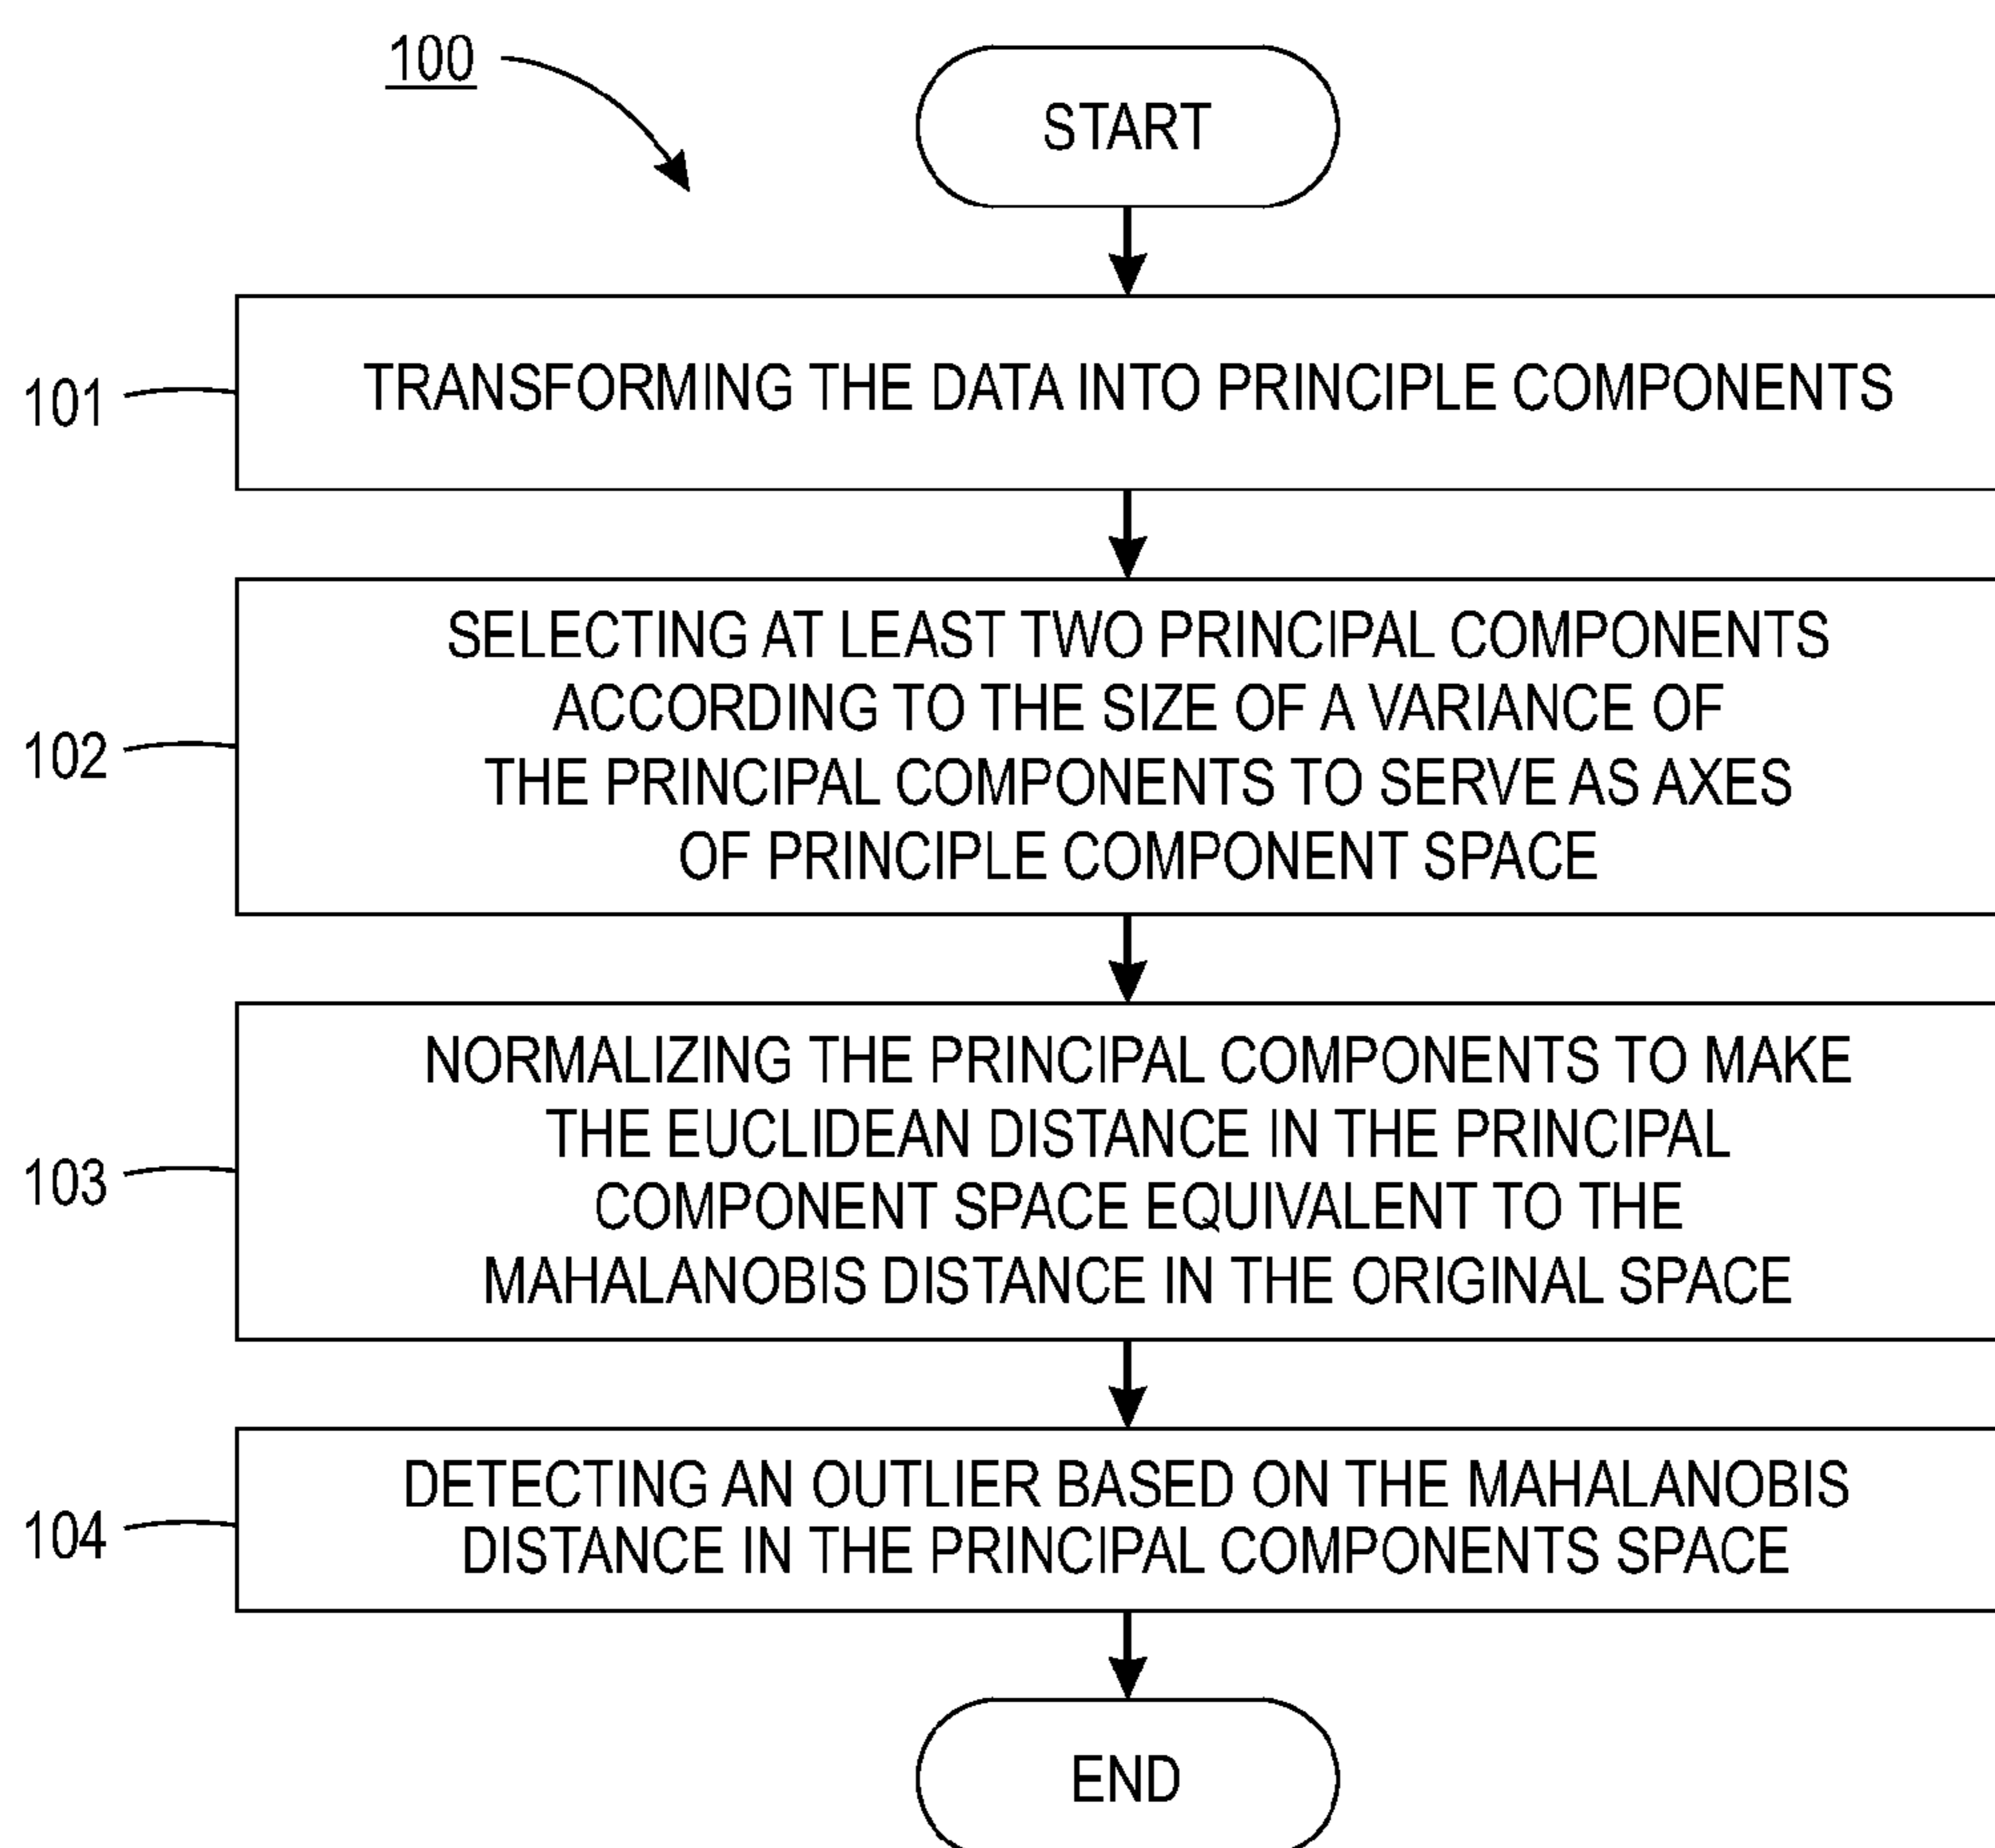 100
START
101
TRANSFORMING THE DATA INTO PRINCIPLE COMPONENTS
102
SELECTING AT LEAST TWO PRINCIPAL COMPONENTS
ACCORDING TO THE SIZE OF A VARIANCE OF
THE PRINCIPAL COMPONENTS TO SERVE AS AXES
OF PRINCIPLE COMPONENT SPACE
103
NORMALIZING THE PRINCIPAL COMPONENTS TO MAKE
THE EUCLIDEAN DISTANCE IN THE PRINCIPAL
COMPONENT SPACE EQUIVALENT TO THE
MAHALANOBIS DISTANCE IN THE ORIGINAL SPACE
104
DETECTING AN OUTLIER BASED ON THE MAHALANOBIS
DISTANCE IN THE PRINCIPAL COMPONENTS SPACE
END